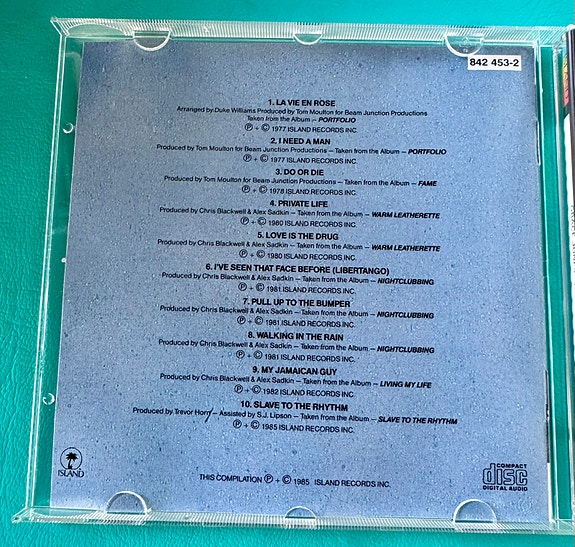 842 453-2
1. LA VIE EN ROSE
Arranged by Duke Williams Produced by Tom Moulton for Beam Junction Productions
Taken from the Album — PORTFOLIO
Ⓟ + © 1977 ISLAND RECORDS INC.
2. I NEED A MAN
Produced by Tom Moulton for Beam Junction Productions — Taken from the Album — PORTFOLIO
Ⓟ + © 1977 ISLAND RECORDS INC.
3. DO OR DIE
Produced by Tom Moulton for Beam Junction Productions — Taken from the Album — FAME
Ⓟ + © 1978 ISLAND RECORDS INC.
4. PRIVATE LIFE
Produced by Chris Blackwell & Alex Sadkin — Taken from the Album — WARM LEATHERETTE
Ⓟ + © 1980 ISLAND RECORDS INC.
5. LOVE IS THE DRUG
Produced by Chris Blackwell & Alex Sadkin — Taken from the Album — WARM LEATHERETTE
Ⓟ + © 1980 ISLAND RECORDS INC.
6. I'VE SEEN THAT FACE BEFORE (LIBERTANGO)
Produced by Chris Blackwell & Alex Sadkin — Taken from the Album — NIGHTCLUBBING
Ⓟ + © 1981 ISLAND RECORDS INC.
7. PULL UP TO THE BUMPER
Produced by Chris Blackwell & Alex Sadkin — Taken from the Album — NIGHTCLUBBING
Ⓟ + © 1981 ISLAND RECORDS INC.
8. WALKING IN THE RAIN
Produced by Chris Blackwell & Alex Sadkin — Taken from the Album — NIGHTCLUBBING
Ⓟ + © 1981 ISLAND RECORDS INC.
9. MY JAMAICAN GUY
Produced by Chris Blackwell & Alex Sadkin — Taken from the Album — LIVING MY LIFE
Ⓟ + © 1982 ISLAND RECORDS INC.
10. SLAVE TO THE RHYTHM
Produced by Trevor Horn — Assisted by S.J. Lipson — Taken from the Album — SLAVE TO THE RHYTHM
Ⓟ + © 1985 ISLAND RECORDS INC.
ISLAND
THIS COMPILATION Ⓟ + © 1985 ISLAND RECORDS INC.
COMPACT
disc
DIGITAL AUDIO